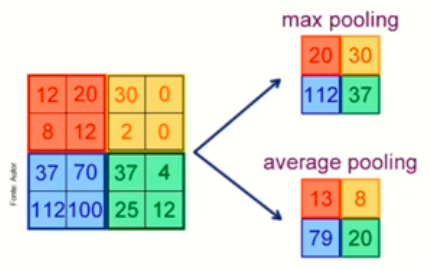 max pooling
20 30
112 37
12 20 30 0
8 12 2 0
37 70 37 4
112 100 25 12
average pooling
13 8
79 20
Fonte: Autor